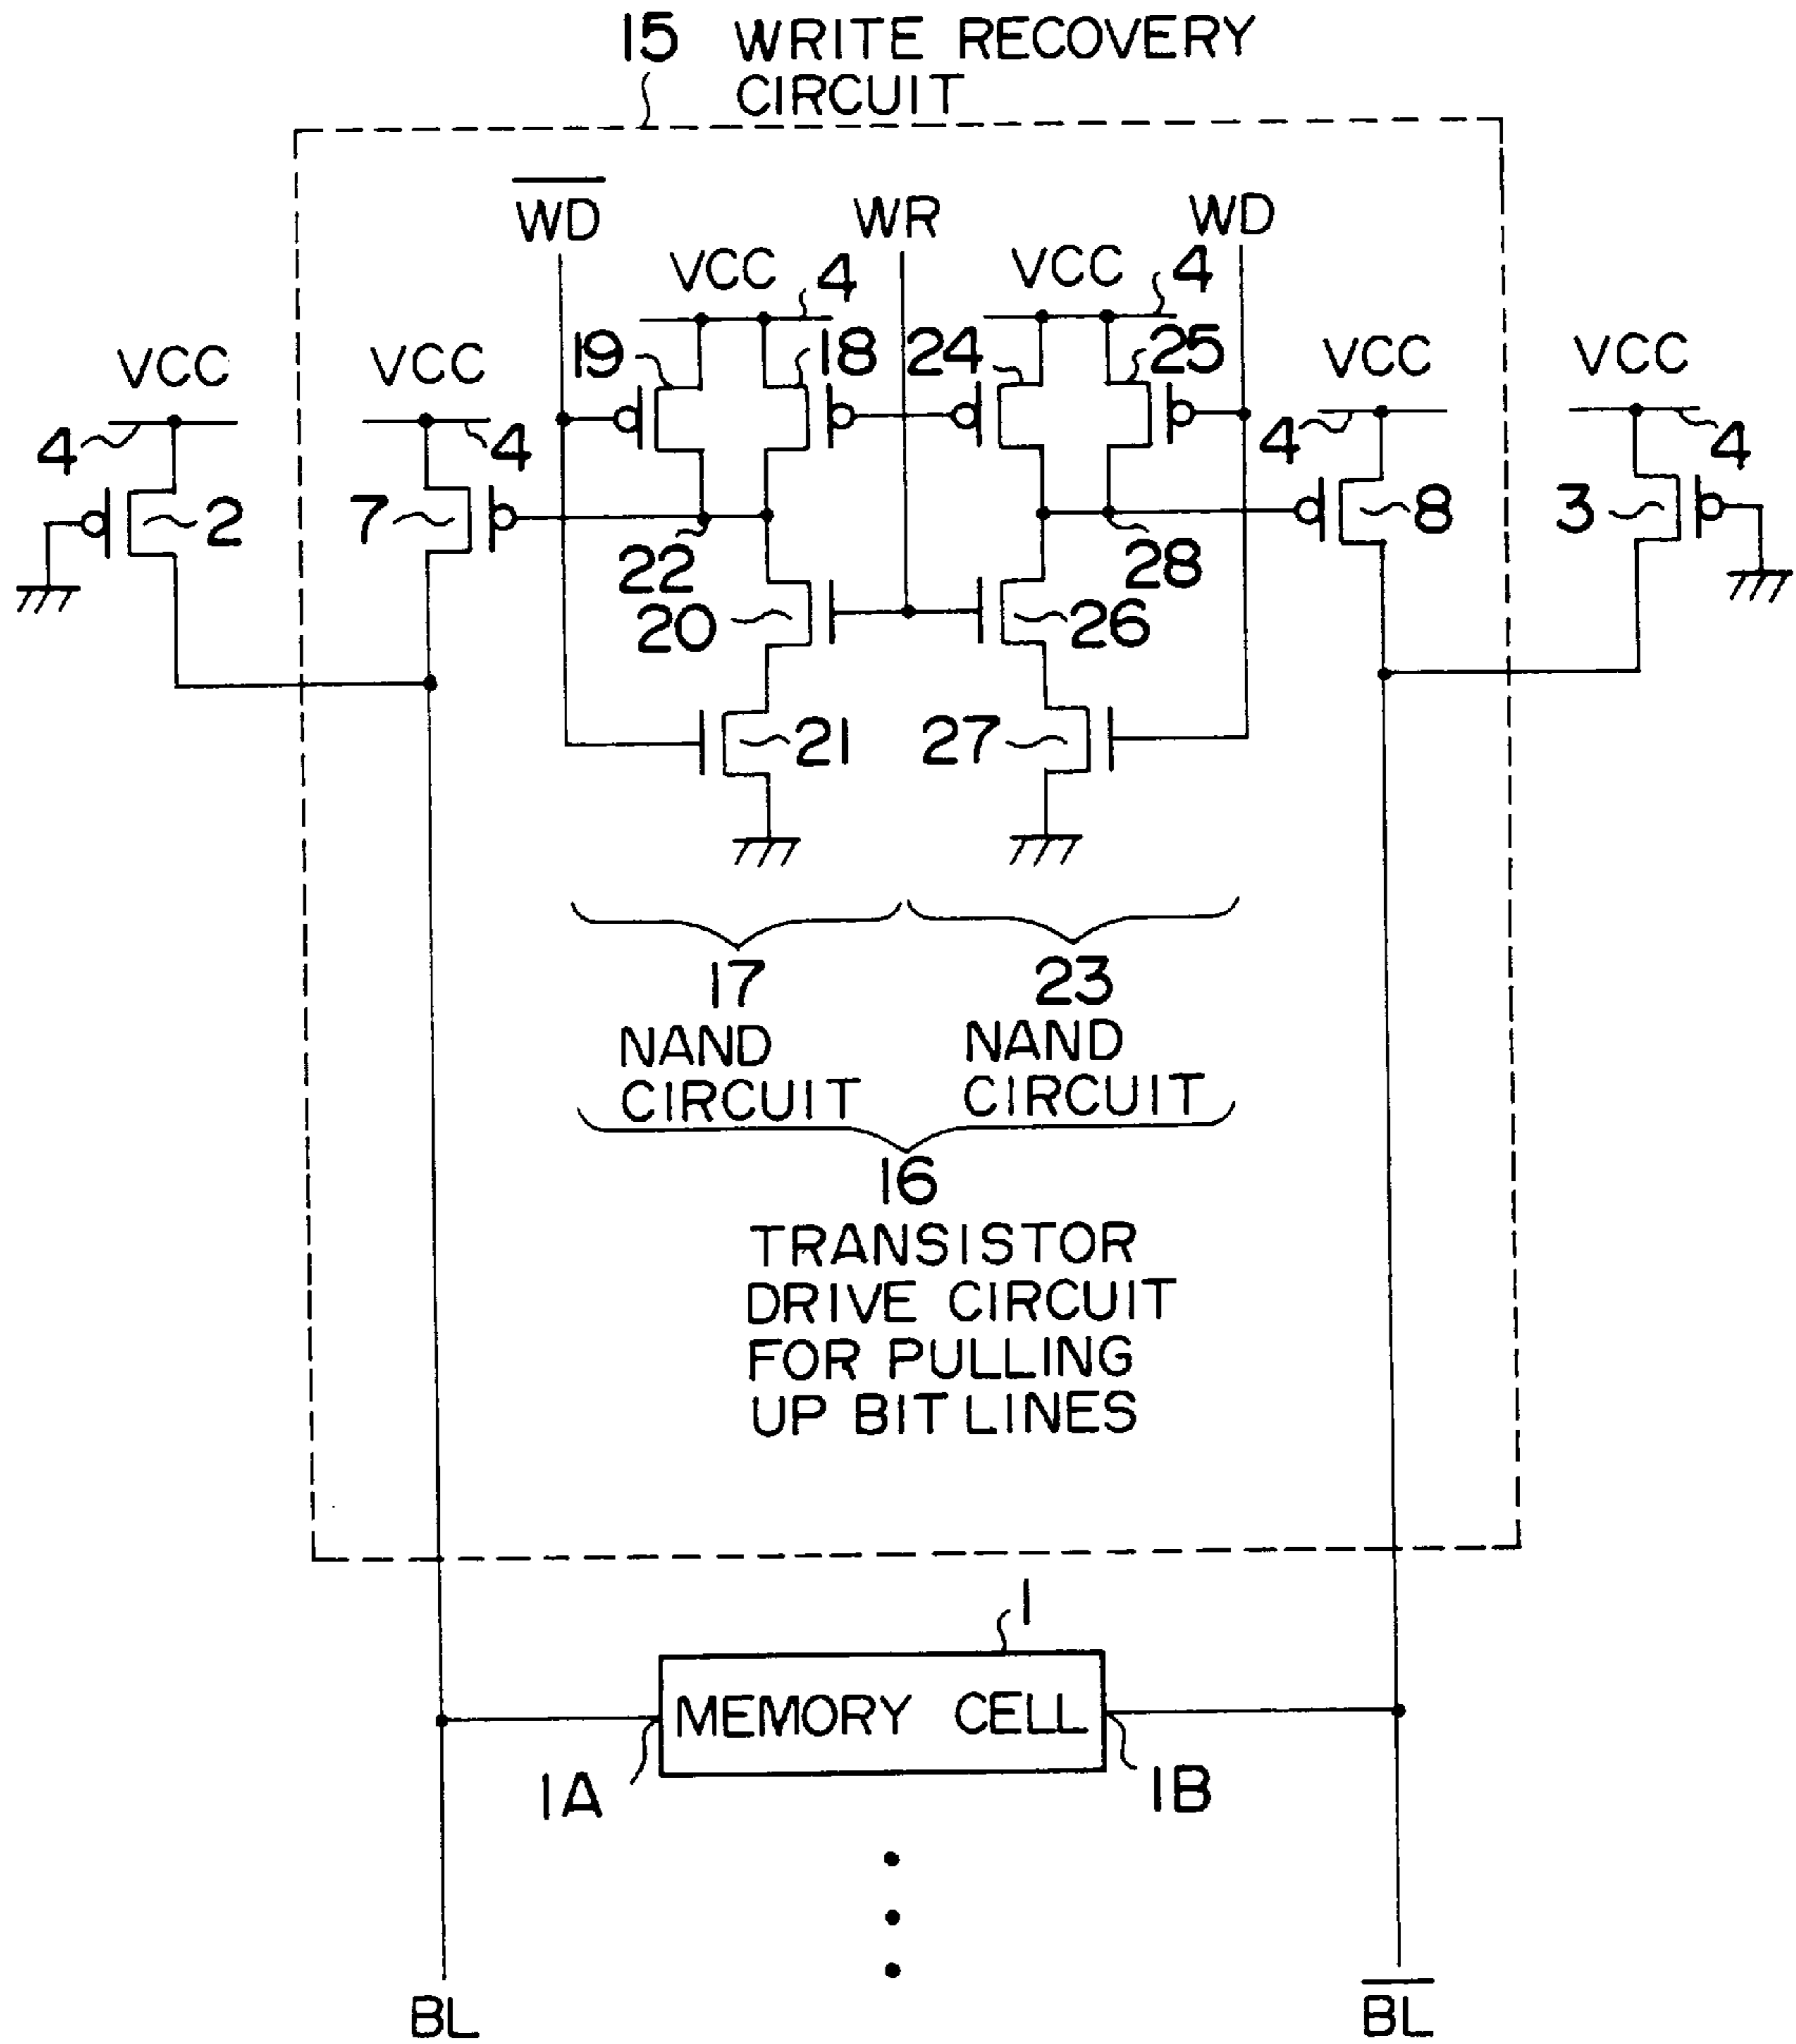 15 WRITE RECOVERY
CIRCUIT
W̅D̅ WR WD
VCC 4 VCC 4
19 18 24 25
VCC VCC VCC VCC
4 4 4 4
2 7 8 3
22 28
20 26
21 27
17 23
NAND NAND
CIRCUIT CIRCUIT
16
TRANSISTOR
DRIVE CIRCUIT
FOR PULLING
UP BIT LINES
1
MEMORY CELL
1A 1B
BL B̅L̅